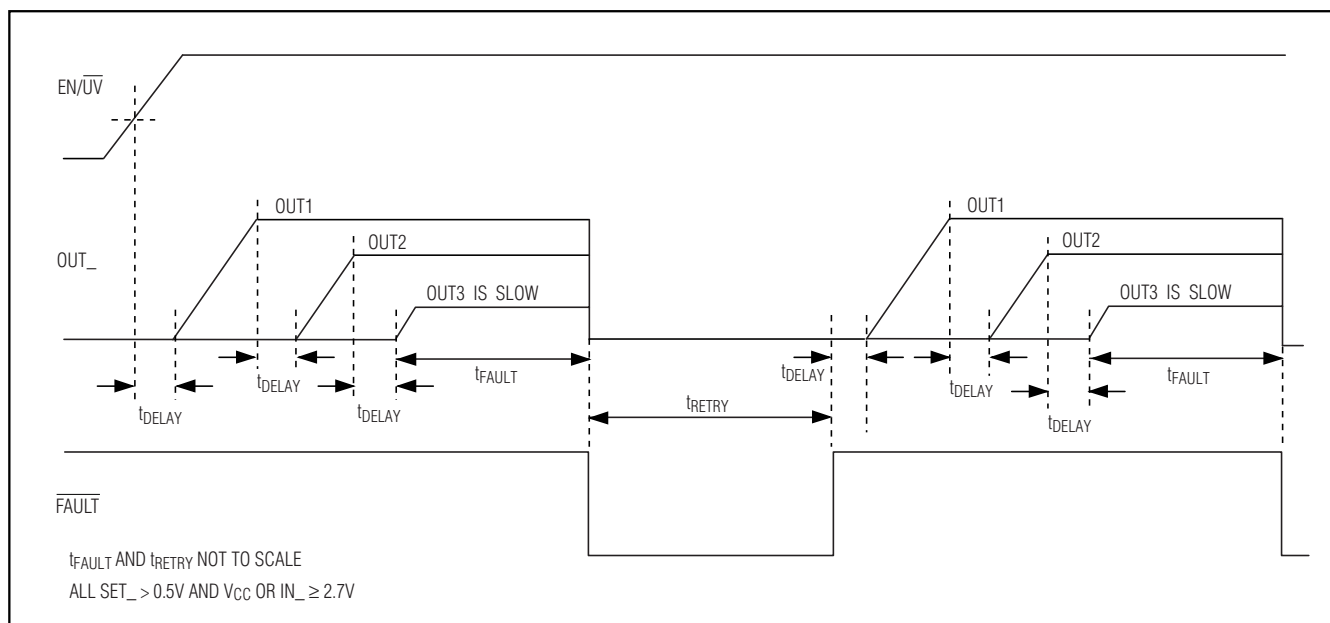 EN/UV̅
OUT1
OUT2
OUT_
OUT3 IS SLOW
tDELAY
tDELAY
tDELAY
tFAULT
tRETRY
OUT1
OUT2
OUT3 IS SLOW
tDELAY
tDELAY
tDELAY
tFAULT
F̅A̅U̅L̅T̅
tFAULT AND tRETRY NOT TO SCALE
ALL SET_ > 0.5V AND VCC OR IN_ ≥ 2.7V